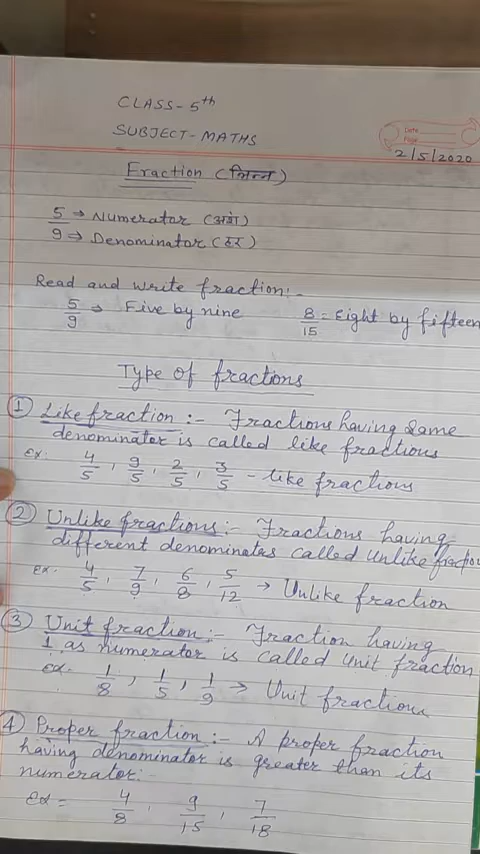 CLASS-5th
SUBJECT-MATHS
Date
Page
2/5/2020
Fraction (भिन्न)
5 → Numerator (अंश)
9 → Denominator (हर)
Read and write fraction:-
5/9 → Five by nine 8/15 = Eight by fifteen
Type of fractions
① Like fraction :- Fractions having same
denominator is called like fractions
ex. 4/5, 9/5, 2/5, 3/5 - like fractions
② Unlike fractions:- Fractions having
different denominates called unlike fractio
ex. 4/5, 7/9, 6/8, 5/12 → Unlike fraction
③ Unit fraction:- Fraction having
1 as numerator is called unit fraction
ex. 1/8, 1/5, 1/9 → Unit fractions
④ Proper fraction :- A proper fraction
having denominator is greater than its
numerator:
ex = 4/8, 9/15, 7/18